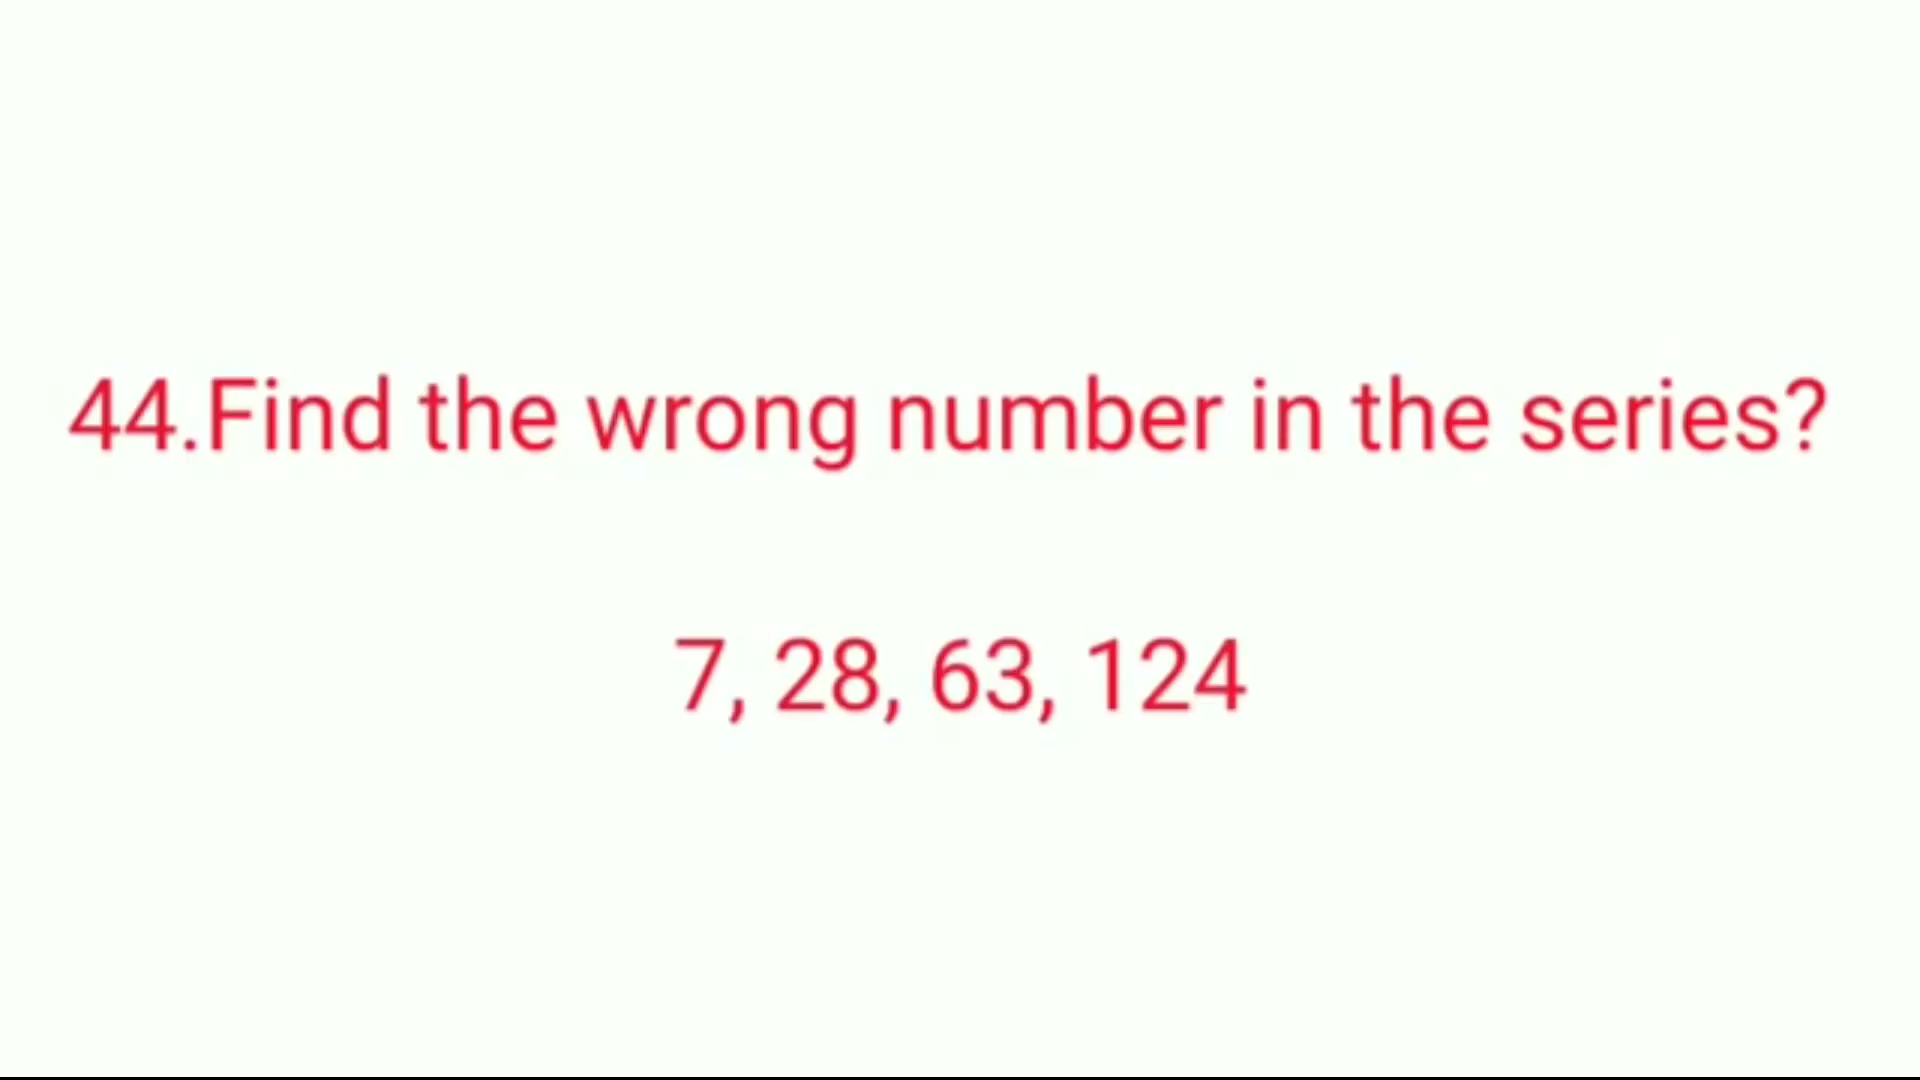 44.Find the wrong number in the series?
7, 28, 63, 124